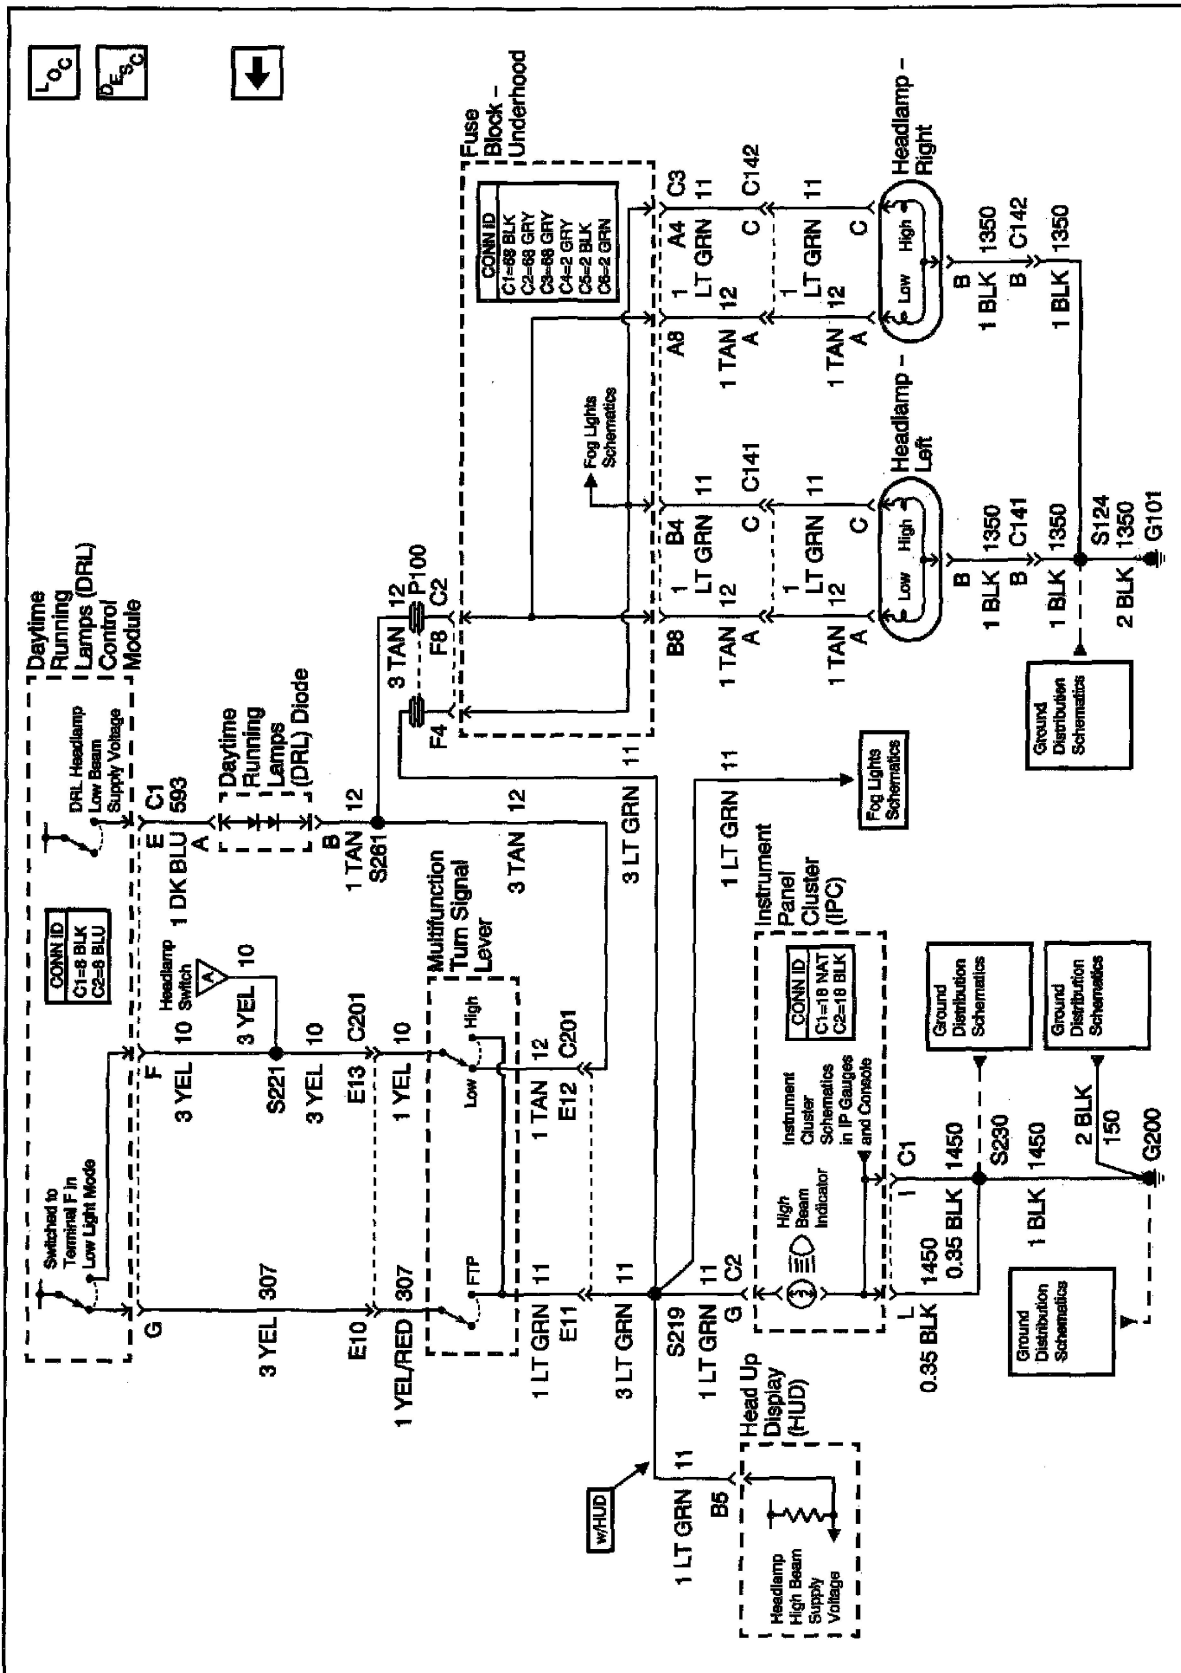 LOC
DESC
Daytime
Running
Lamps (DRL)
Control
Module
Switched to
Terminal F in
Low Light Mode
CONN ID
C1=8 BLK
C2=8 BLU
DRL Headlamp
Low Beam
Supply Voltage
G
F
E
C1
3 YEL 307
3 YEL 10
Headlamp
Switch
A
3 YEL 10
S221
3 YEL 10
1 DK BLU 593
A
Daytime
Running
Lamps
(DRL) Diode
B
1 TAN 12
S261
E10
E13
C201
1 YEL/RED 307
1 YEL 10
Multifunction
Turn Signal
Lever
FTP
Low
High
3 TAN 12
P100
F4
F8
C2
3 TAN 12
1 LT GRN 11
1 TAN 12
E11
E12
C201
3 LT GRN 11
3 LT GRN 11
S219
Fuse
Block -
Underhood
CONN ID
C1=68 BLK
C2=68 GRY
C3=68 GRY
C4=2 GRY
C5=2 BLK
C6=2 GRN
Fog Lights
Schematics
w/HUD
1 LT GRN 11
B5
1 LT GRN 11
G
C2
1 LT GRN 11
B8
B4
A8
A4
C3
1 TAN 12
1 LT GRN 11
1 TAN 12
1 LT GRN 11
A
C
C141
A
C
C142
1 TAN 12
1 LT GRN 11
1 TAN 12
1 LT GRN 11
A
C
A
C
Head Up
Display
(HUD)
Headlamp
High Beam
Supply
Voltage
Instrument
Panel
Cluster
(IPC)
High
Beam
Indicator
Instrument
Cluster
Schematics
in IP Gauges
and Console
CONN ID
C1=18 NAT
C2=18 BLK
Fog Lights
Schematics
Headlamp -
Left
Low
High
Headlamp -
Right
Low
High
L
I
C1
0.35 BLK 1450
0.35 BLK 1450
S230
1 BLK 1450
Ground
Distribution
Schematics
Ground
Distribution
Schematics
Ground
Distribution
Schematics
2 BLK 150
G200
B
1 BLK 1350
B
C141
1 BLK 1350
B
1 BLK 1350
B
C142
1 BLK 1350
Ground
Distribution
Schematics
S124
2 BLK 1350
G101